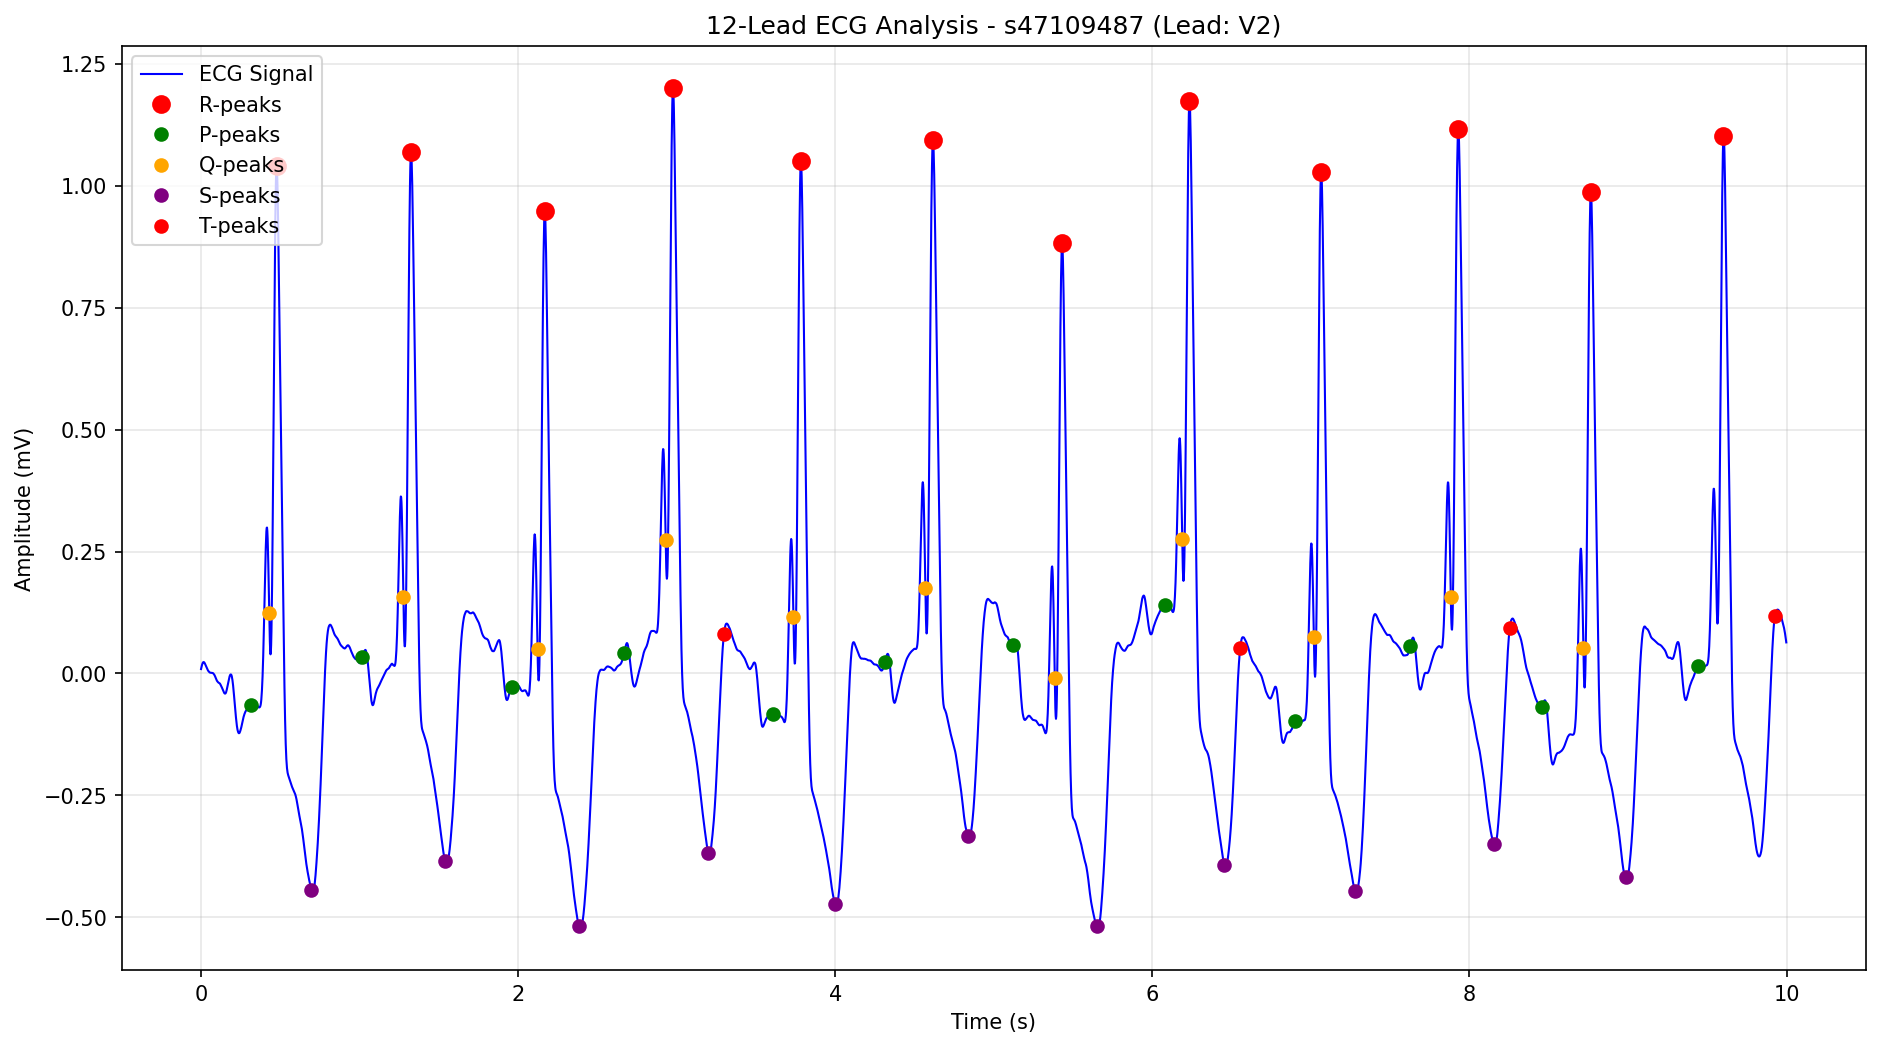 12-Lead ECG Analysis - s47109487 (Lead: V2)
ECG Signal
R-peaks
P-peaks
Q-peaks
S-peaks
T-peaks
Amplitude (mV)
1.25
1.00
0.75
0.50
0.25
0.00
−0.25
−0.50
0 2 4 6 8 10
Time (s)